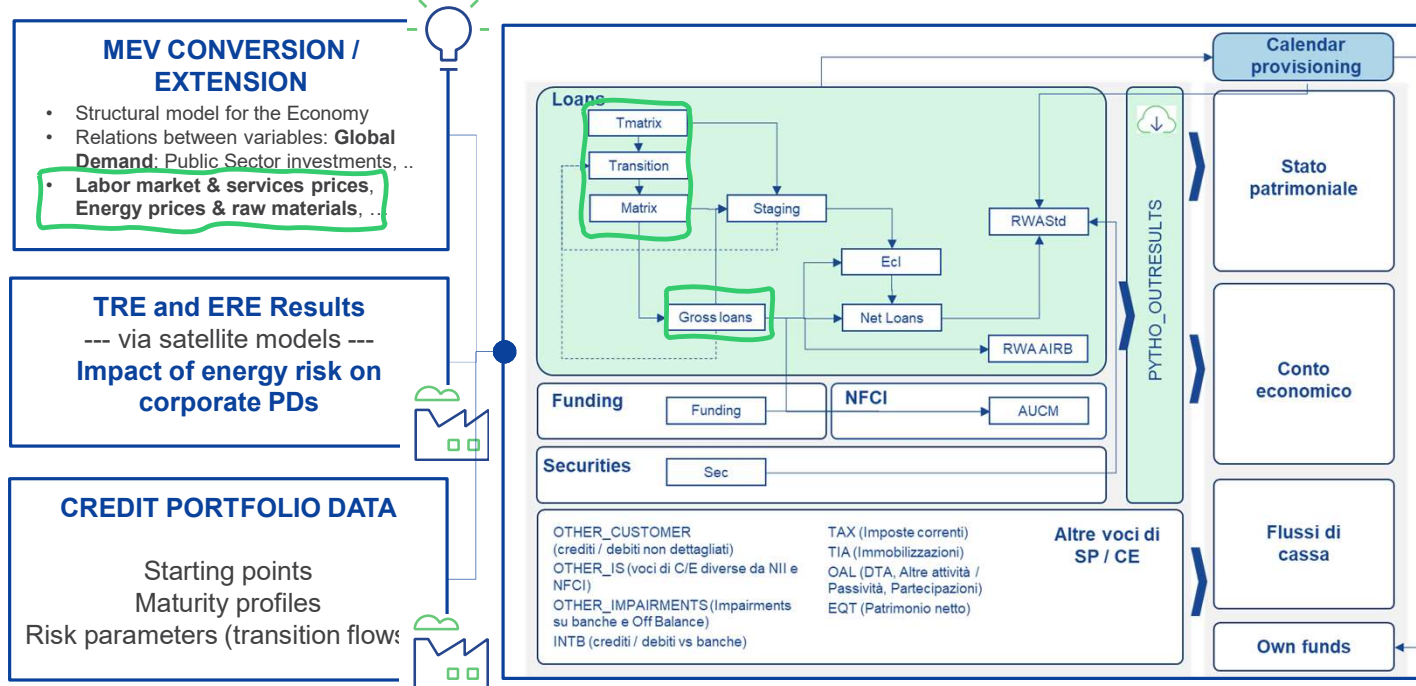 MEV CONVERSION /
EXTENSION
• Structural model for the Economy
• Relations between variables: Global
Demand: Public Sector investments, ..
• Labor market & services prices,
Energy prices & raw materials, ...
TRE and ERE Results
--- via satellite models ---
Impact of energy risk on
corporate PDs
CREDIT PORTFOLIO DATA
Starting points
Maturity profiles
Risk parameters (transition flows
Calendar
provisioning
Loans
Tmatrix
Transition
Matrix
Staging
RWAStd
Ecl
Gross loans
Net Loans
RWA AIRB
Funding
Funding
NFCI
AUCM
Securities
Sec
PYTHO_OUTRESULTS
OTHER_CUSTOMER
(crediti / debiti non dettagliati)
OTHER_IS (voci di C/E diverse da NII e
NFCI)
OTHER_IMPAIRMENTS (Impairments
su banche e Off Balance)
INTB (crediti / debiti vs banche)
TAX (Imposte correnti)
TIA (Immobilizzazioni)
OAL (DTA, Altre attività /
Passività, Partecipazioni)
EQT (Patrimonio netto)
Altre voci di
SP / CE
Stato
patrimoniale
Conto
economico
Flussi di
cassa
Own funds